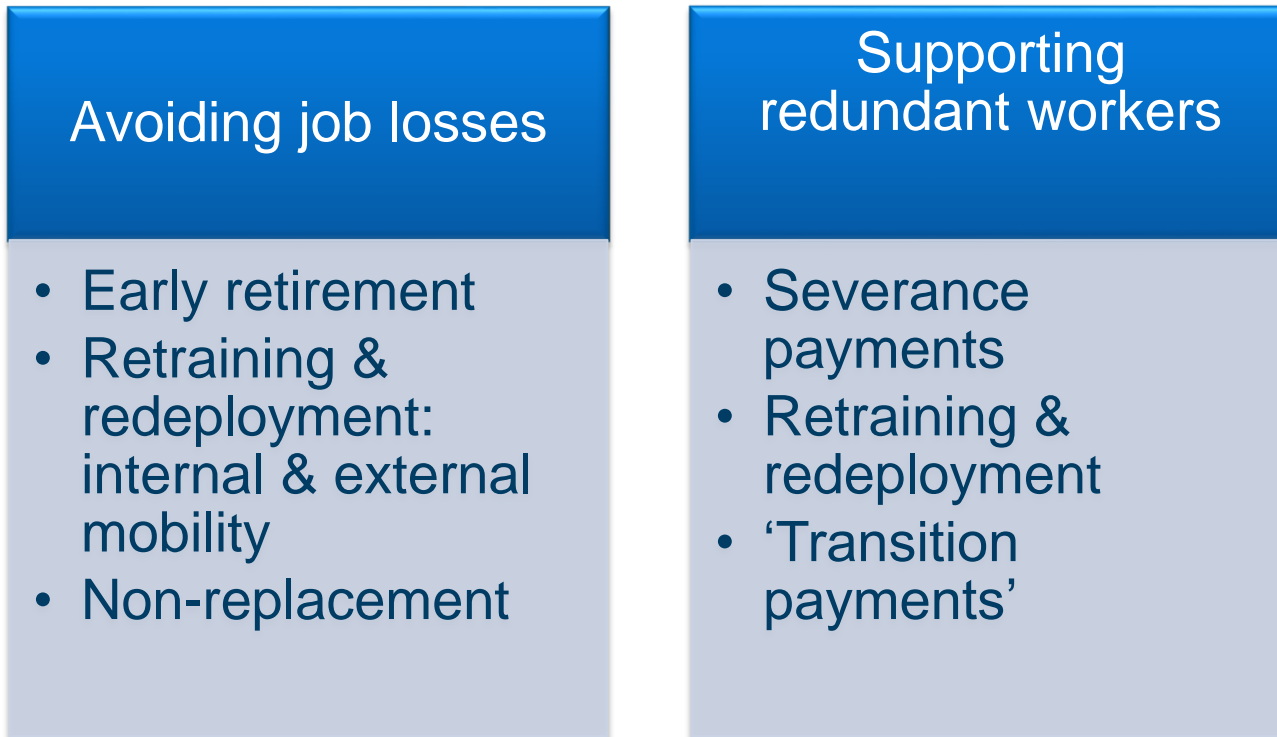 Avoiding job losses
• Early retirement
• Retraining &
redeployment:
internal & external
mobility
• Non-replacement
Supporting
redundant workers
• Severance
payments
• Retraining &
redeployment
• ‘Transition
payments’